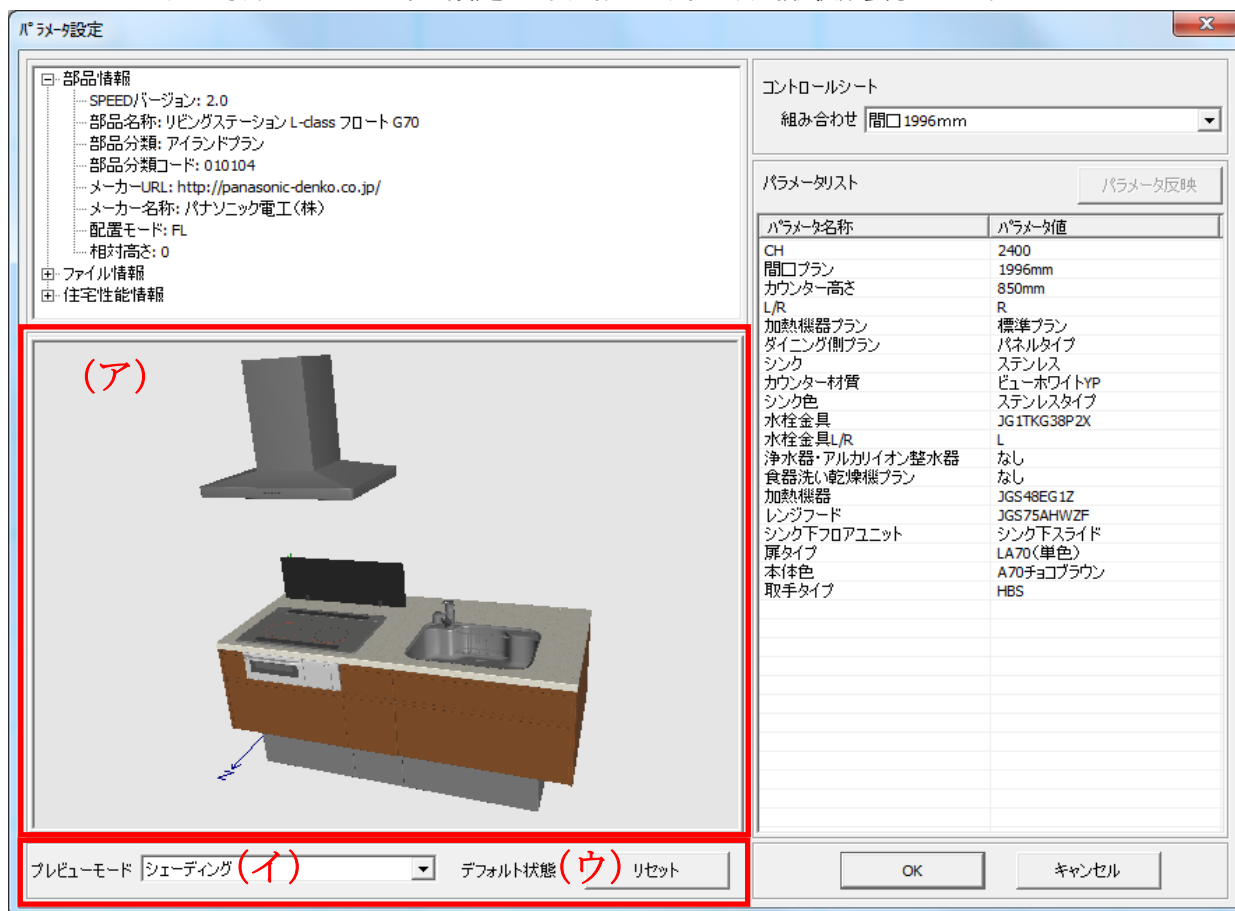 パラメータ設定
部品情報
SPEEDバージョン: 2.0
部品名称: リビングステーション L-class フロート G70
部品分類: アイランドプラン
部品分類コード: 010104
メーカーURL: http://panasonic-denko.co.jp/
メーカー名称: パナソニック電工(株)
配置モード: FL
相対高さ: 0
ファイル情報
住宅性能情報
(ア)
プレビューモード シェーディング (イ) デフォルト状態 (ウ) リセット
コントロールシート
組み合わせ 間口1996mm
パラメータリスト パラメータ反映
パラメータ名称 パラメータ値
CH 2400
間口プラン 1996mm
カウンター高さ 850mm
L/R R
加熱機器プラン 標準プラン
ダイニング側プラン パネルタイプ
シンク ステンレス
カウンター材質 ビューホワイトYP
シンク色 ステンレスタイプ
水栓金具 JG1TKG38P2X
水栓金具L/R L
浄水器・アルカリイオン整水器 なし
食器洗い乾燥機プラン なし
加熱機器 JGS48EG1Z
レンジフード JGS75AHWZF
シンク下フロアユニット シンク下スライド
扉タイプ LA70(単色)
本体色 A70チョコブラウン
取手タイプ HBS
OK キャンセル